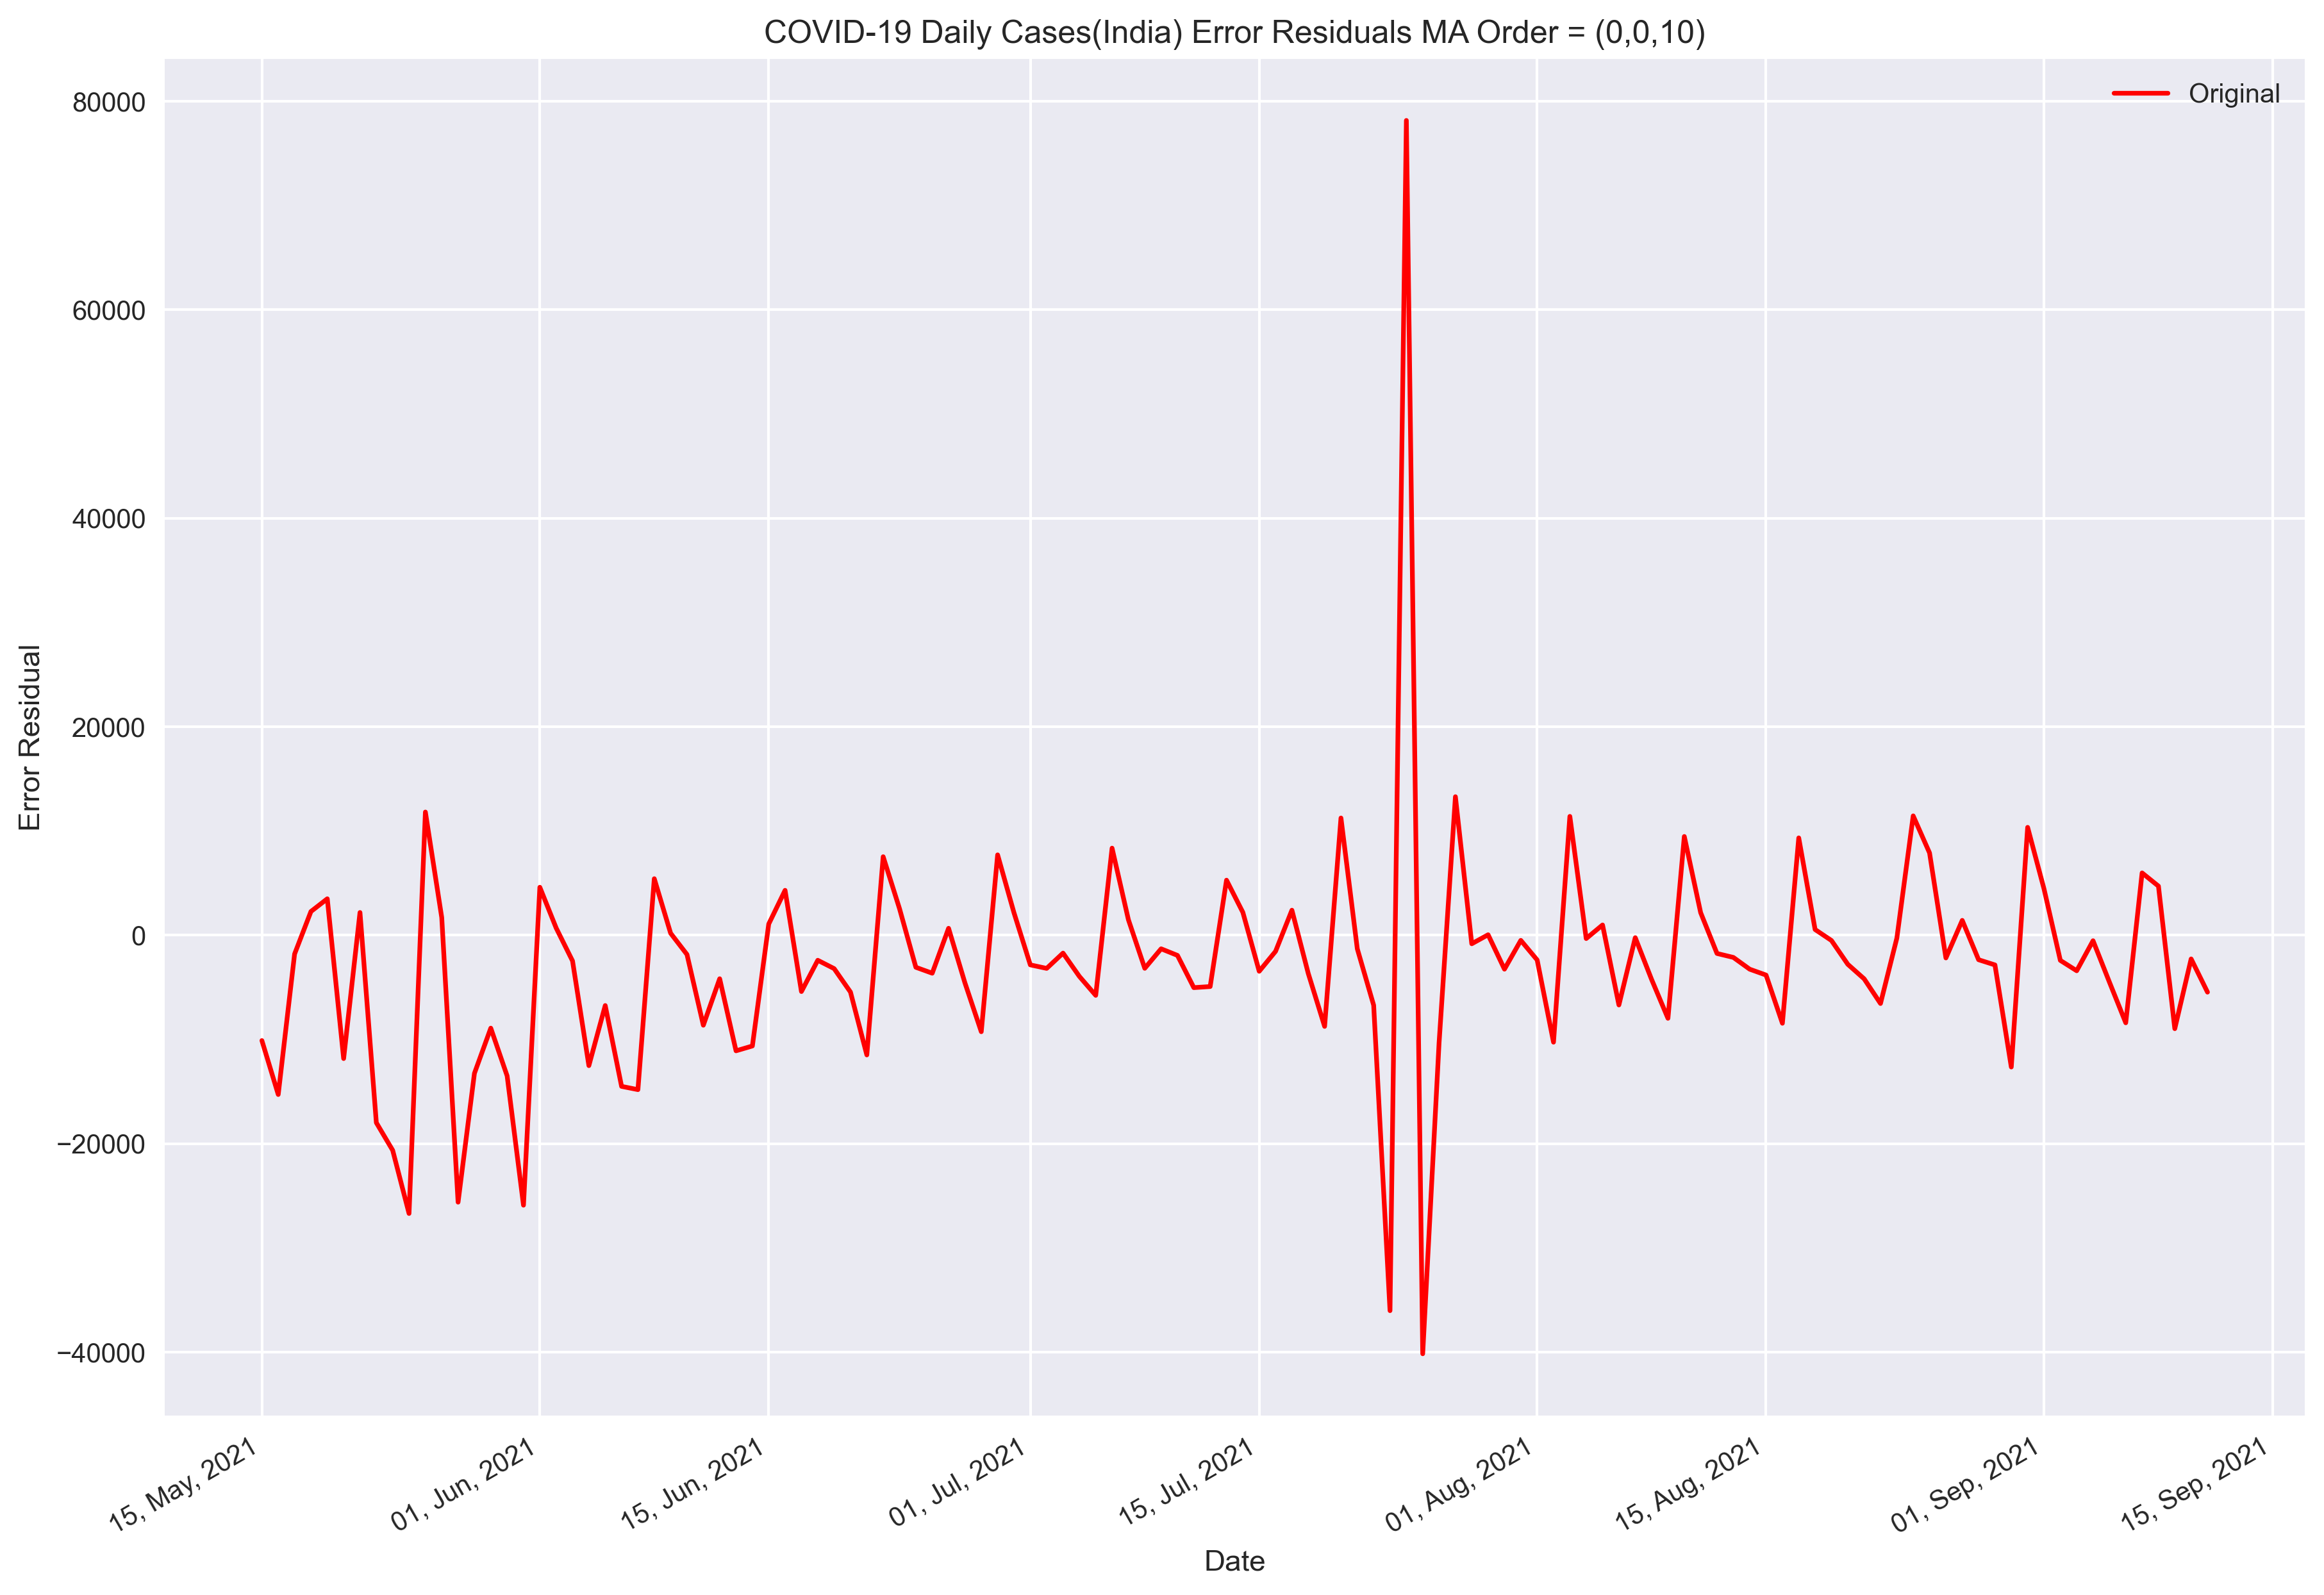 COVID-19 Daily Cases(India) Error Residuals MA Order = (0,0,10)
Original
80000
60000
40000
20000
0
−20000
−40000
Error Residual
15, May, 2021
01, Jun, 2021
15, Jun, 2021
01, Jul, 2021
15, Jul, 2021
01, Aug, 2021
15, Aug, 2021
01, Sep, 2021
15, Sep, 2021
Date